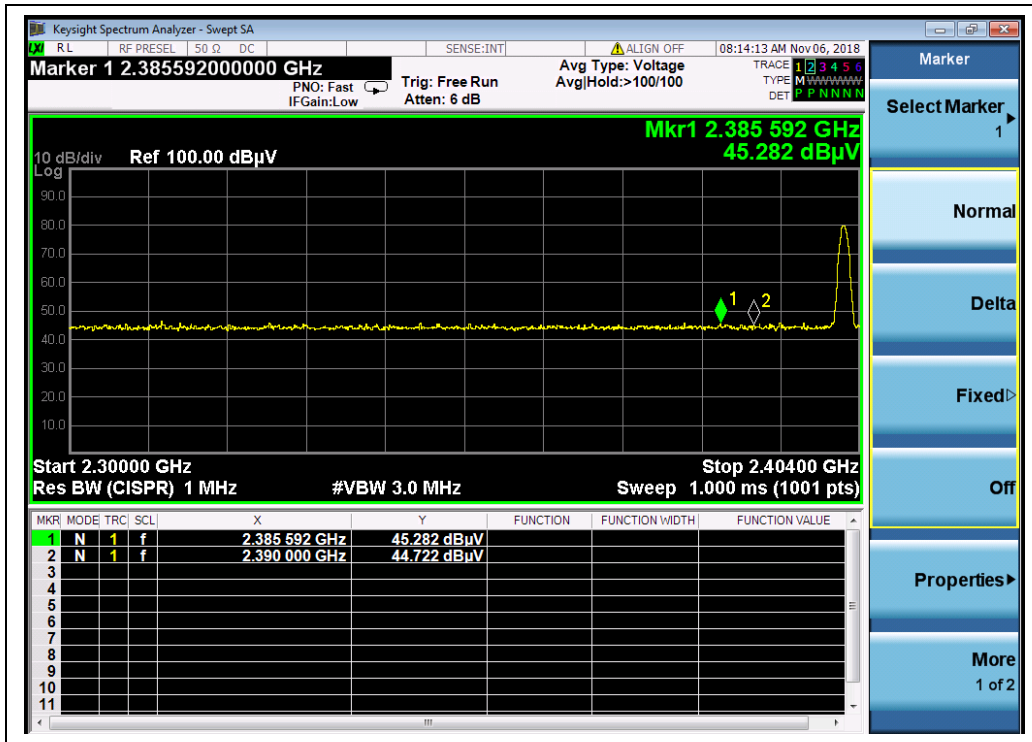 Keysight Spectrum Analyzer - Swept SA
LXI RL RF PRESEL 50 Ω DC SENSE:INT ALIGN OFF 08:14:13 AM Nov 06, 2018
Marker 1 2.385592000000 GHz
PNO: Fast
IFGain:Low
Trig: Free Run
Atten: 6 dB
Avg Type: Voltage
Avg|Hold:>100/100
TRACE 1 2 3 4 5 6
TYPE M W W W W W
DET P P N N N N
Mkr1 2.385 592 GHz
45.282 dBµV
10 dB/div Ref 100.00 dBµV
Log
90.0
80.0
70.0
60.0
50.0
40.0
30.0
20.0
10.0
1
2
Start 2.30000 GHz Stop 2.40400 GHz
Res BW (CISPR) 1 MHz #VBW 3.0 MHz Sweep 1.000 ms (1001 pts)
MKR MODE TRC SCL X Y FUNCTION FUNCTION WIDTH FUNCTION VALUE
1 N 1 f 2.385 592 GHz 45.282 dBµV
2 N 1 f 2.390 000 GHz 44.722 dBµV
3
4
5
6
7
8
9
10
11
Marker
Select Marker
1
Normal
Delta
Fixed
Off
Properties
More
1 of 2